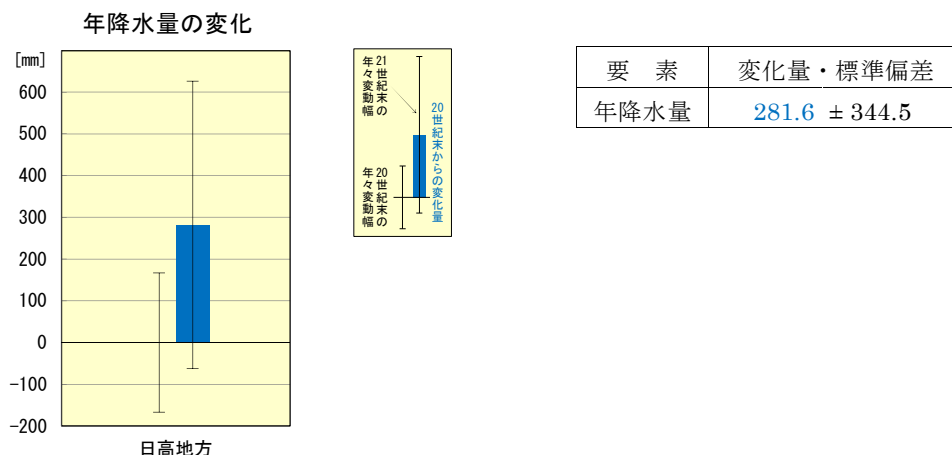 年降水量の変化
[mm]
600
500
400
300
200
100
0
-100
-200
日高地方
21世紀末の
年々変動幅
20世紀末からの変化量
20世紀末の
年々変動幅
要 素 変化量・標準偏差
年降水量 281.6 ± 344.5